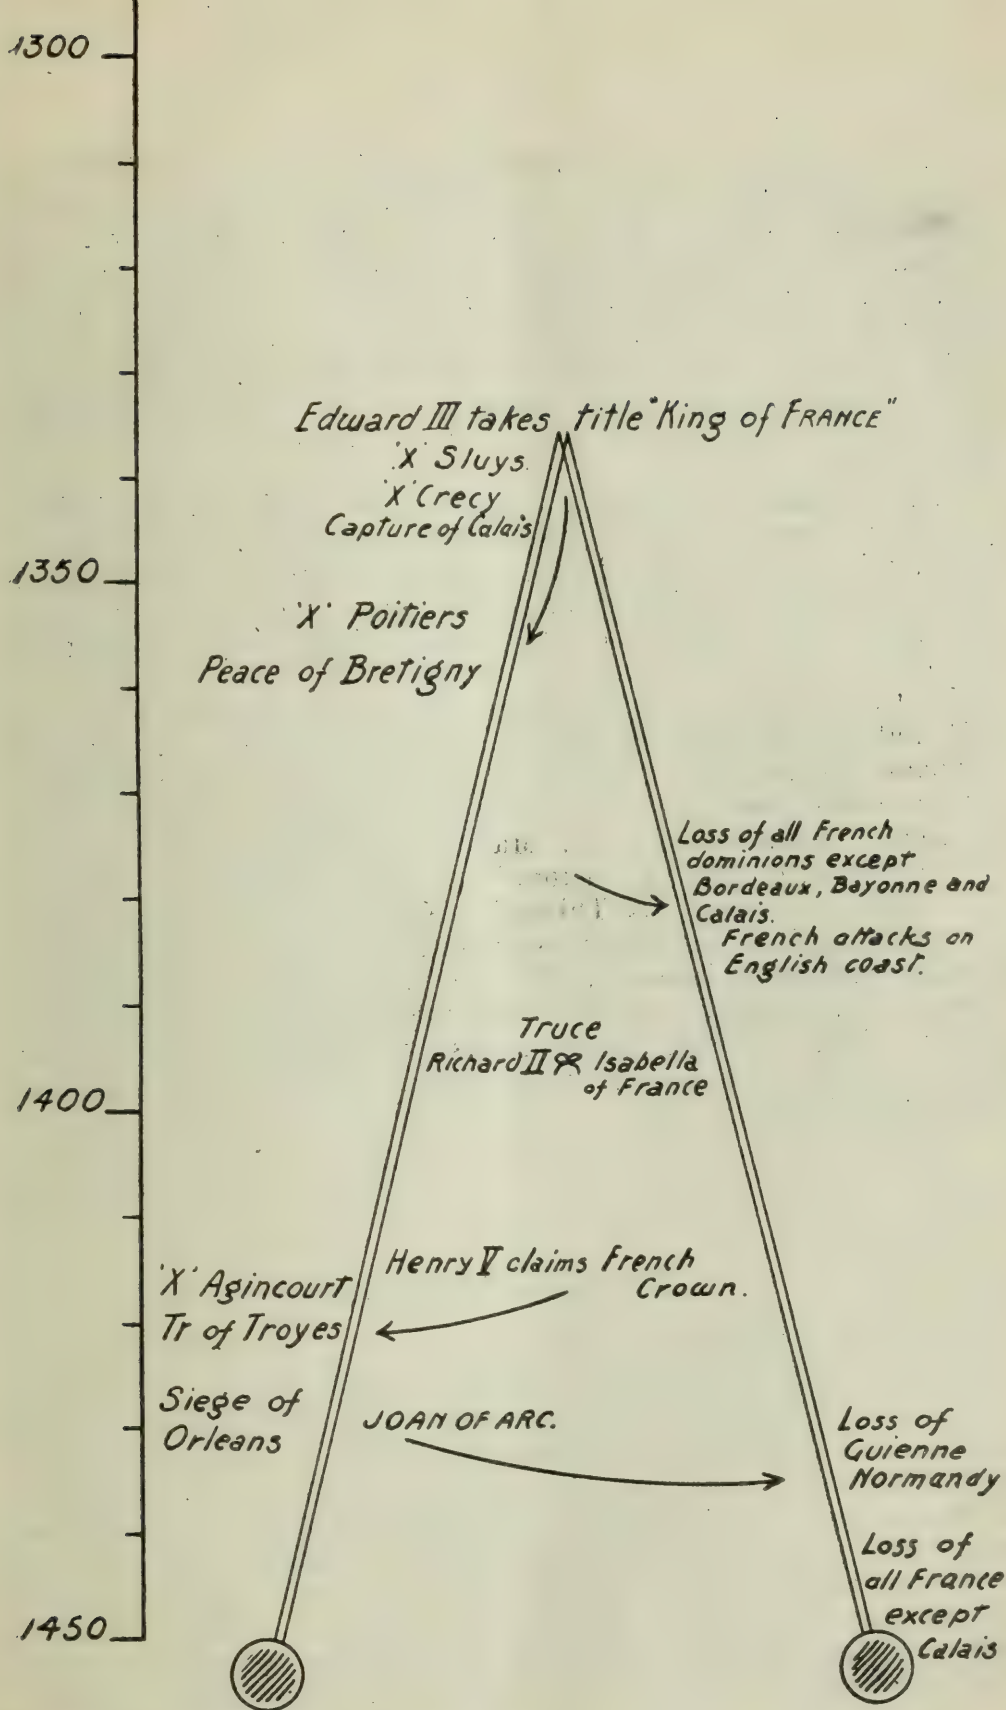 1300
Edward III takes title "King of FRANCE"
'X' Sluys.
'X' Crecy
Capture of Calais
1350
'X' Poitiers
Peace of Bretigny
Loss of all French
dominions except
Bordeaux, Bayonne and
Calais.
French attacks on
English coast.
Truce
Richard II Isabella
of France
1400
Henry V claims French
Crown.
'X' Agincourt
Tr of Troyes
Siege of
Orleans
JOAN OF ARC.
Loss of
Guienne
Normandy
Loss of
all France
except
Calais
1450